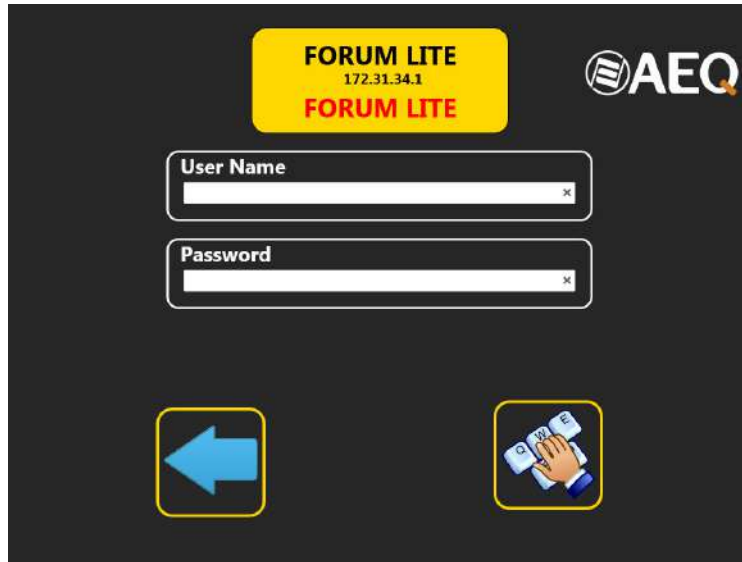 FORUM LITE
172.31.34.1
FORUM LITE
AEQ
User Name
×
Password
×
Q W E